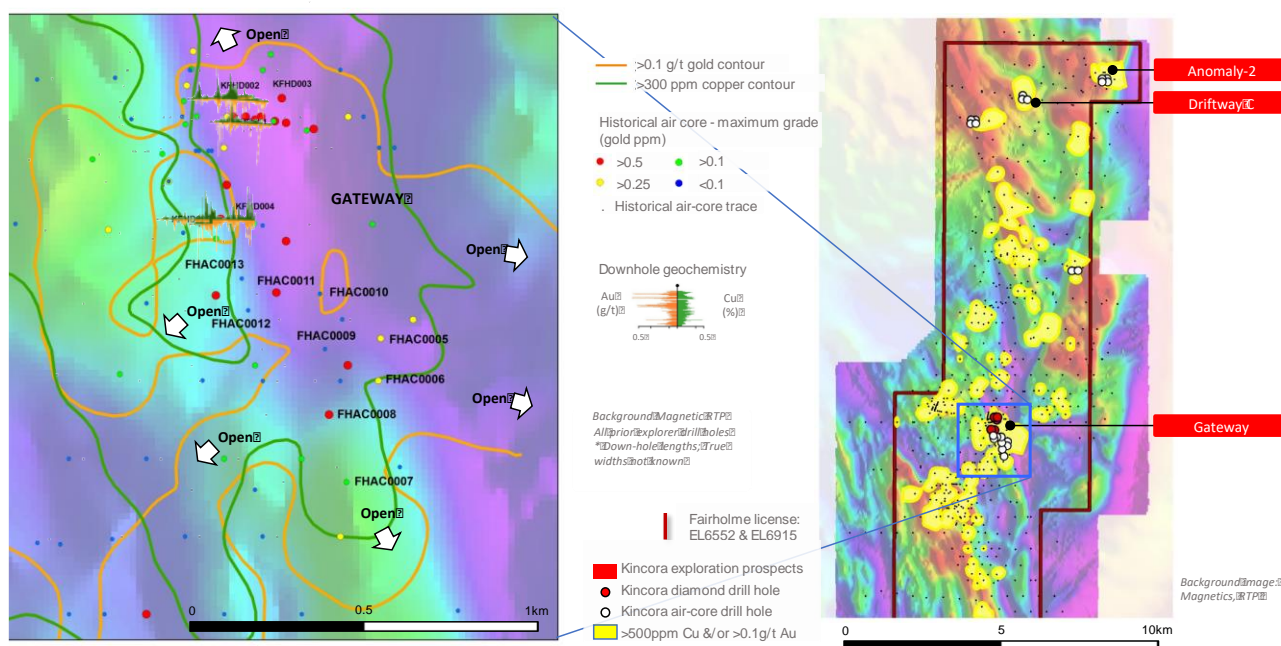 Open
KFHD002
KFHD003
GATEWAY
KFHD004
Open
FHAC0013
FHAC0011
FHAC0010
Open
FHAC0012
FHAC0009
FHAC0005
FHAC0006
Open
FHAC0008
Open
FHAC0007
Open
0 0.5 1km
>0.1 g/t gold contour
>300 ppm copper contour
Historical air core - maximum grade
(gold ppm)
>0.5 >0.1
>0.25 <0.1
Historical air-core trace
Downhole geochemistry
Au
(g/t)
Cu
(%)
0.5 0.5
Background Magnetic RTP
All prior explorer drill holes
* Down-hole lengths, True
widths not known
Fairholme license:
EL6552 & EL6915
Kincora exploration prospects
Kincora diamond drill hole
Kincora air-core drill hole
>500ppm Cu &/or >0.1g/t Au
Anomaly-2
Driftway C
Gateway
Background image:
Magnetics, RTP
0 5 10km